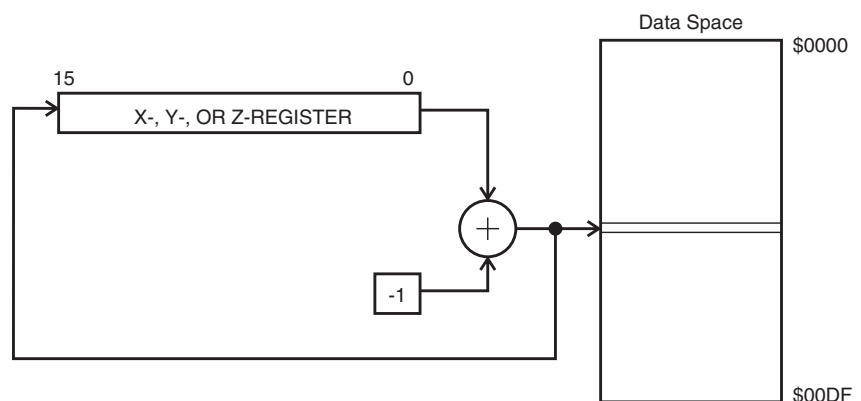 Data Space
$0000
15
0
X-, Y-, OR Z-REGISTER
+
-1
$00DF